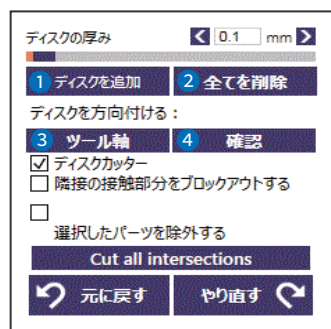 ディスクの厚み 0.1 mm
1 ディスクを追加 2 全てを削除
ディスクを方向付ける：
3 ツール軸 4 確認
ディスクカッター
隣接の接触部分をブロックアウトする
選択したパーツを除外する
Cut all intersections
元に戻す やり直す